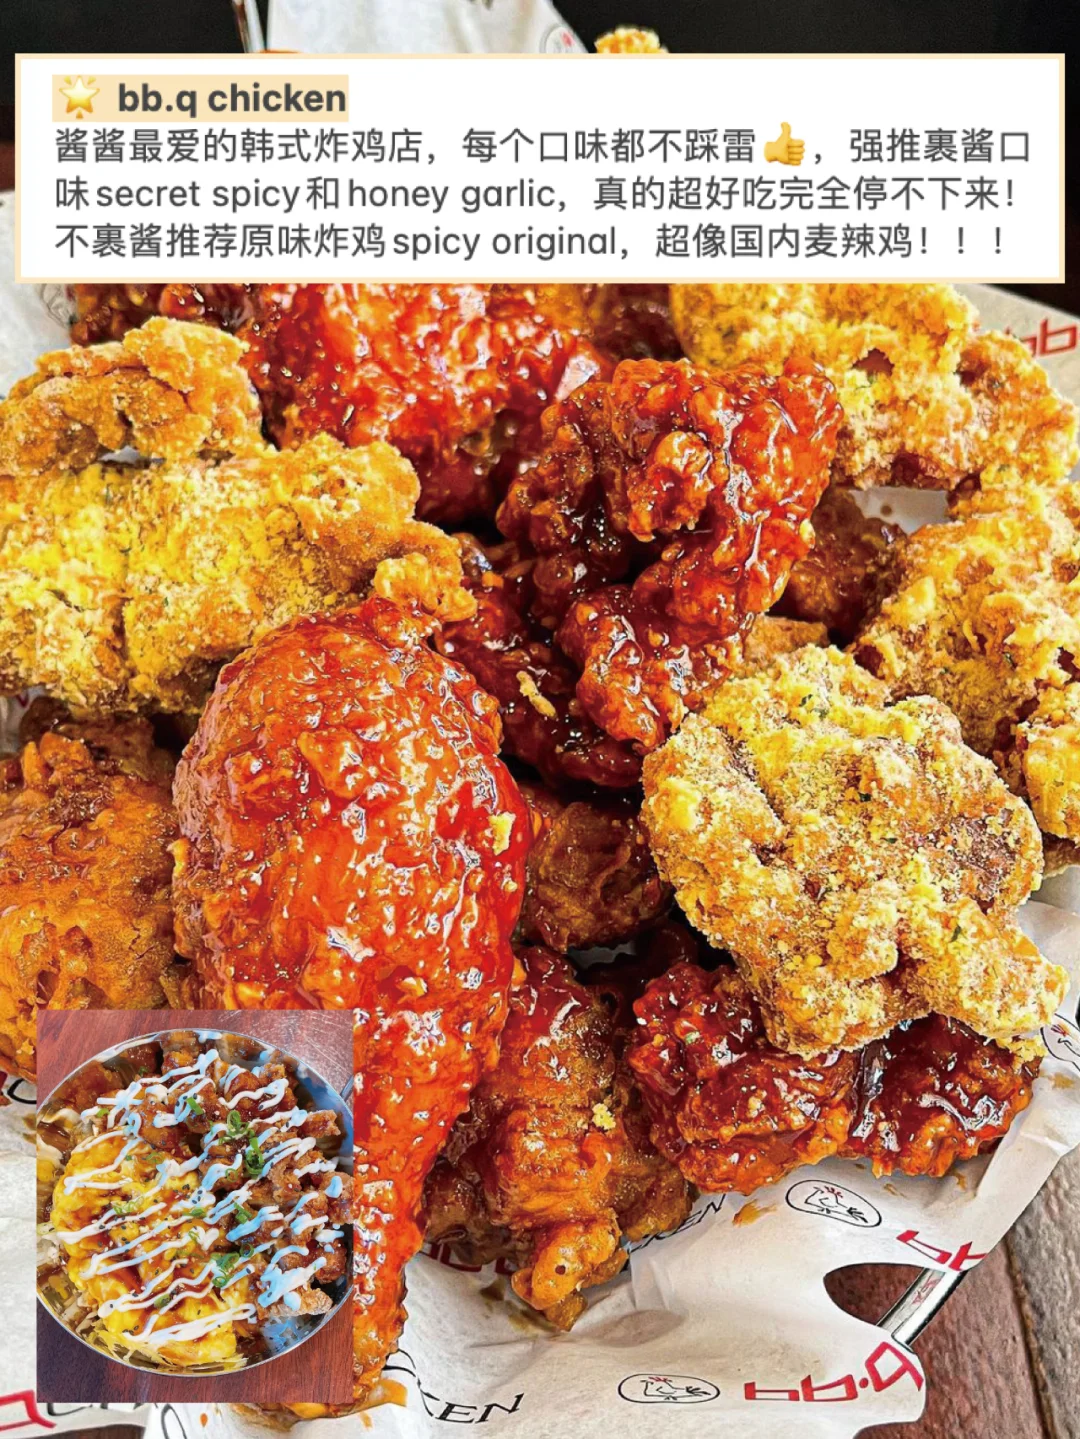 🌟 bb.q chicken
酱酱最爱的韩式炸鸡店，每个口味都不踩雷👍，强推裹酱口
味secret spicy和honey garlic，真的超好吃完全停不下来！
不裹酱推荐原味炸鸡spicy original，超像国内麦辣鸡！！！
KEN
bb
KEN
bb.q